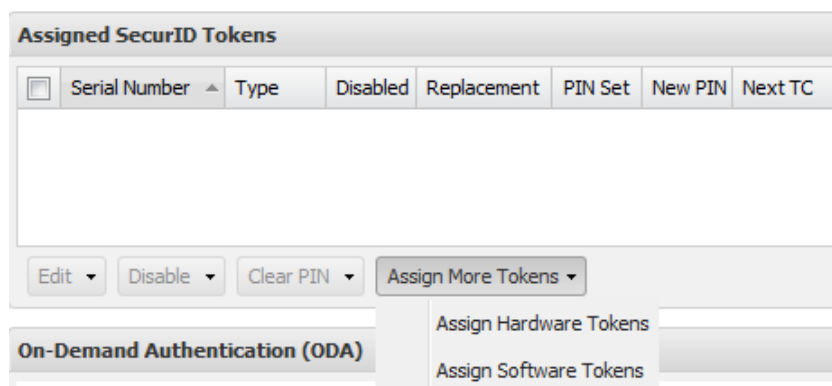 Assigned SecurID Tokens
Serial Number Type Disabled Replacement PIN Set New PIN Next TC
Edit Disable Clear PIN Assign More Tokens
Assign Hardware Tokens
On-Demand Authentication (ODA)
Assign Software Tokens